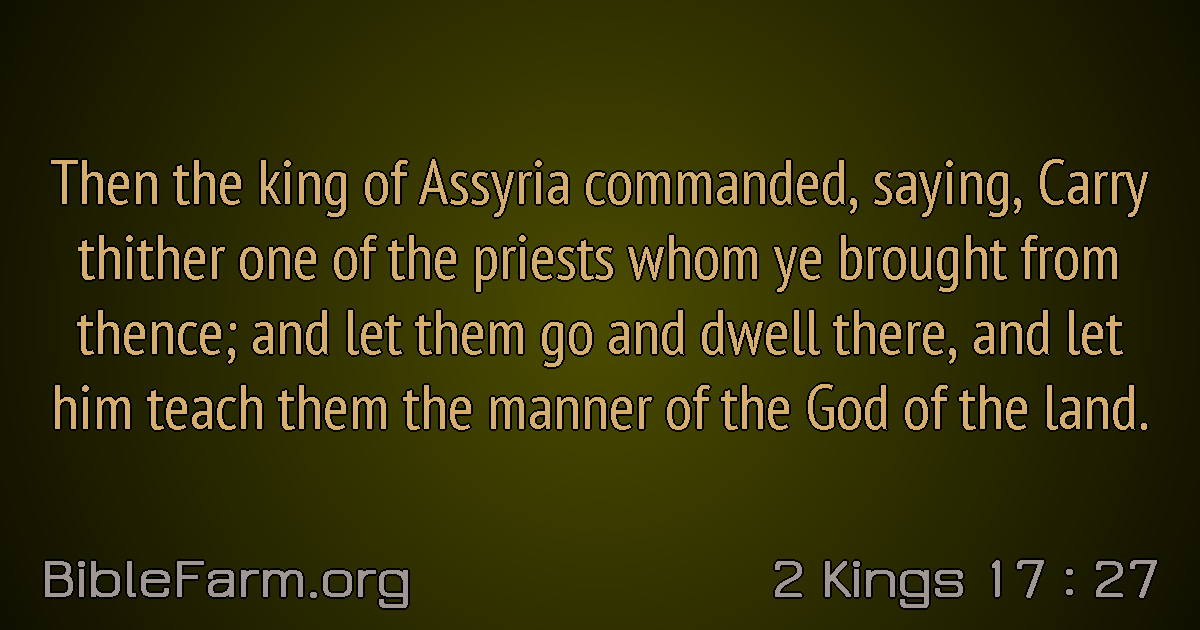 Then the king of Assyria commanded, saying, Carry
thither one of the priests whom ye brought from
thence; and let them go and dwell there, and let
him teach them the manner of the God of the land.
BibleFarm.org
2 Kings 17 : 27